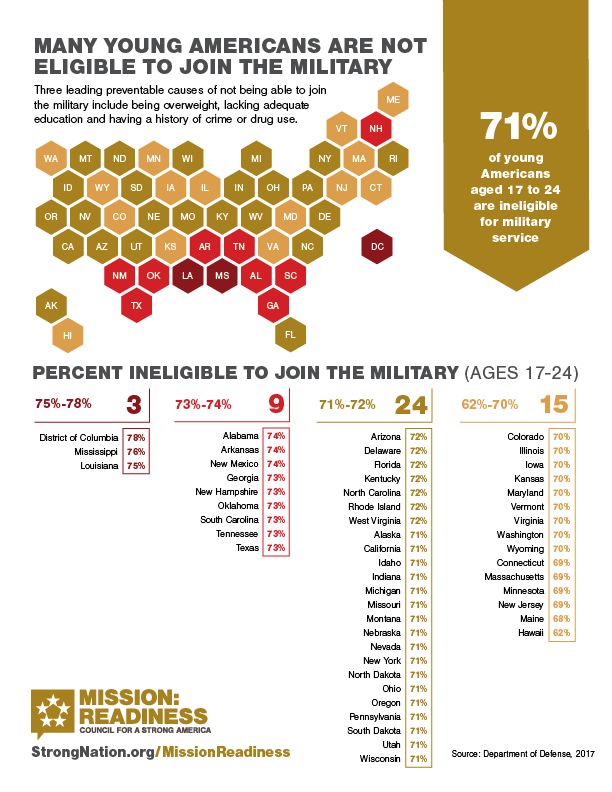 MANY YOUNG AMERICANS ARE NOT
ELIGIBLE TO JOIN THE MILITARY
Three leading preventable causes of not being able to join
the military include being overweight, lacking adequate
education and having a history of crime or drug use.
71%
of young
Americans
aged 17 to 24
are ineligible
for military
service
ME
VT NH
WA MT ND MN WI MI NY MA RI
ID WY SD IA IL IN OH PA NJ CT
OR NV CO NE MO KY WV MD DE
CA AZ UT KS AR TN VA NC DC
NM OK LA MS AL SC
AK TX GA
HI FL
PERCENT INELIGIBLE TO JOIN THE MILITARY (AGES 17-24)
75%-78% 3
District of Columbia 78%
Mississippi 76%
Louisiana 75%
73%-74% 9
Alabama 74%
Arkansas 74%
New Mexico 74%
Georgia 73%
New Hampshire 73%
Oklahoma 73%
South Carolina 73%
Tennessee 73%
Texas 73%
71%-72% 24
Arizona 72%
Delaware 72%
Florida 72%
Kentucky 72%
North Carolina 72%
Rhode Island 72%
West Virginia 72%
Alaska 71%
California 71%
Idaho 71%
Indiana 71%
Michigan 71%
Missouri 71%
Montana 71%
Nebraska 71%
Nevada 71%
New York 71%
North Dakota 71%
Ohio 71%
Oregon 71%
Pennsylvania 71%
South Dakota 71%
Utah 71%
Wisconsin 71%
62%-70% 15
Colorado 70%
Illinois 70%
Iowa 70%
Kansas 70%
Maryland 70%
Vermont 70%
Virginia 70%
Washington 70%
Wyoming 70%
Connecticut 69%
Massachusetts 69%
Minnesota 69%
New Jersey 69%
Maine 68%
Hawaii 62%
MISSION:
READINESS
COUNCIL FOR A STRONG AMERICA
StrongNation.org/MissionReadiness
Source: Department of Defense, 2017